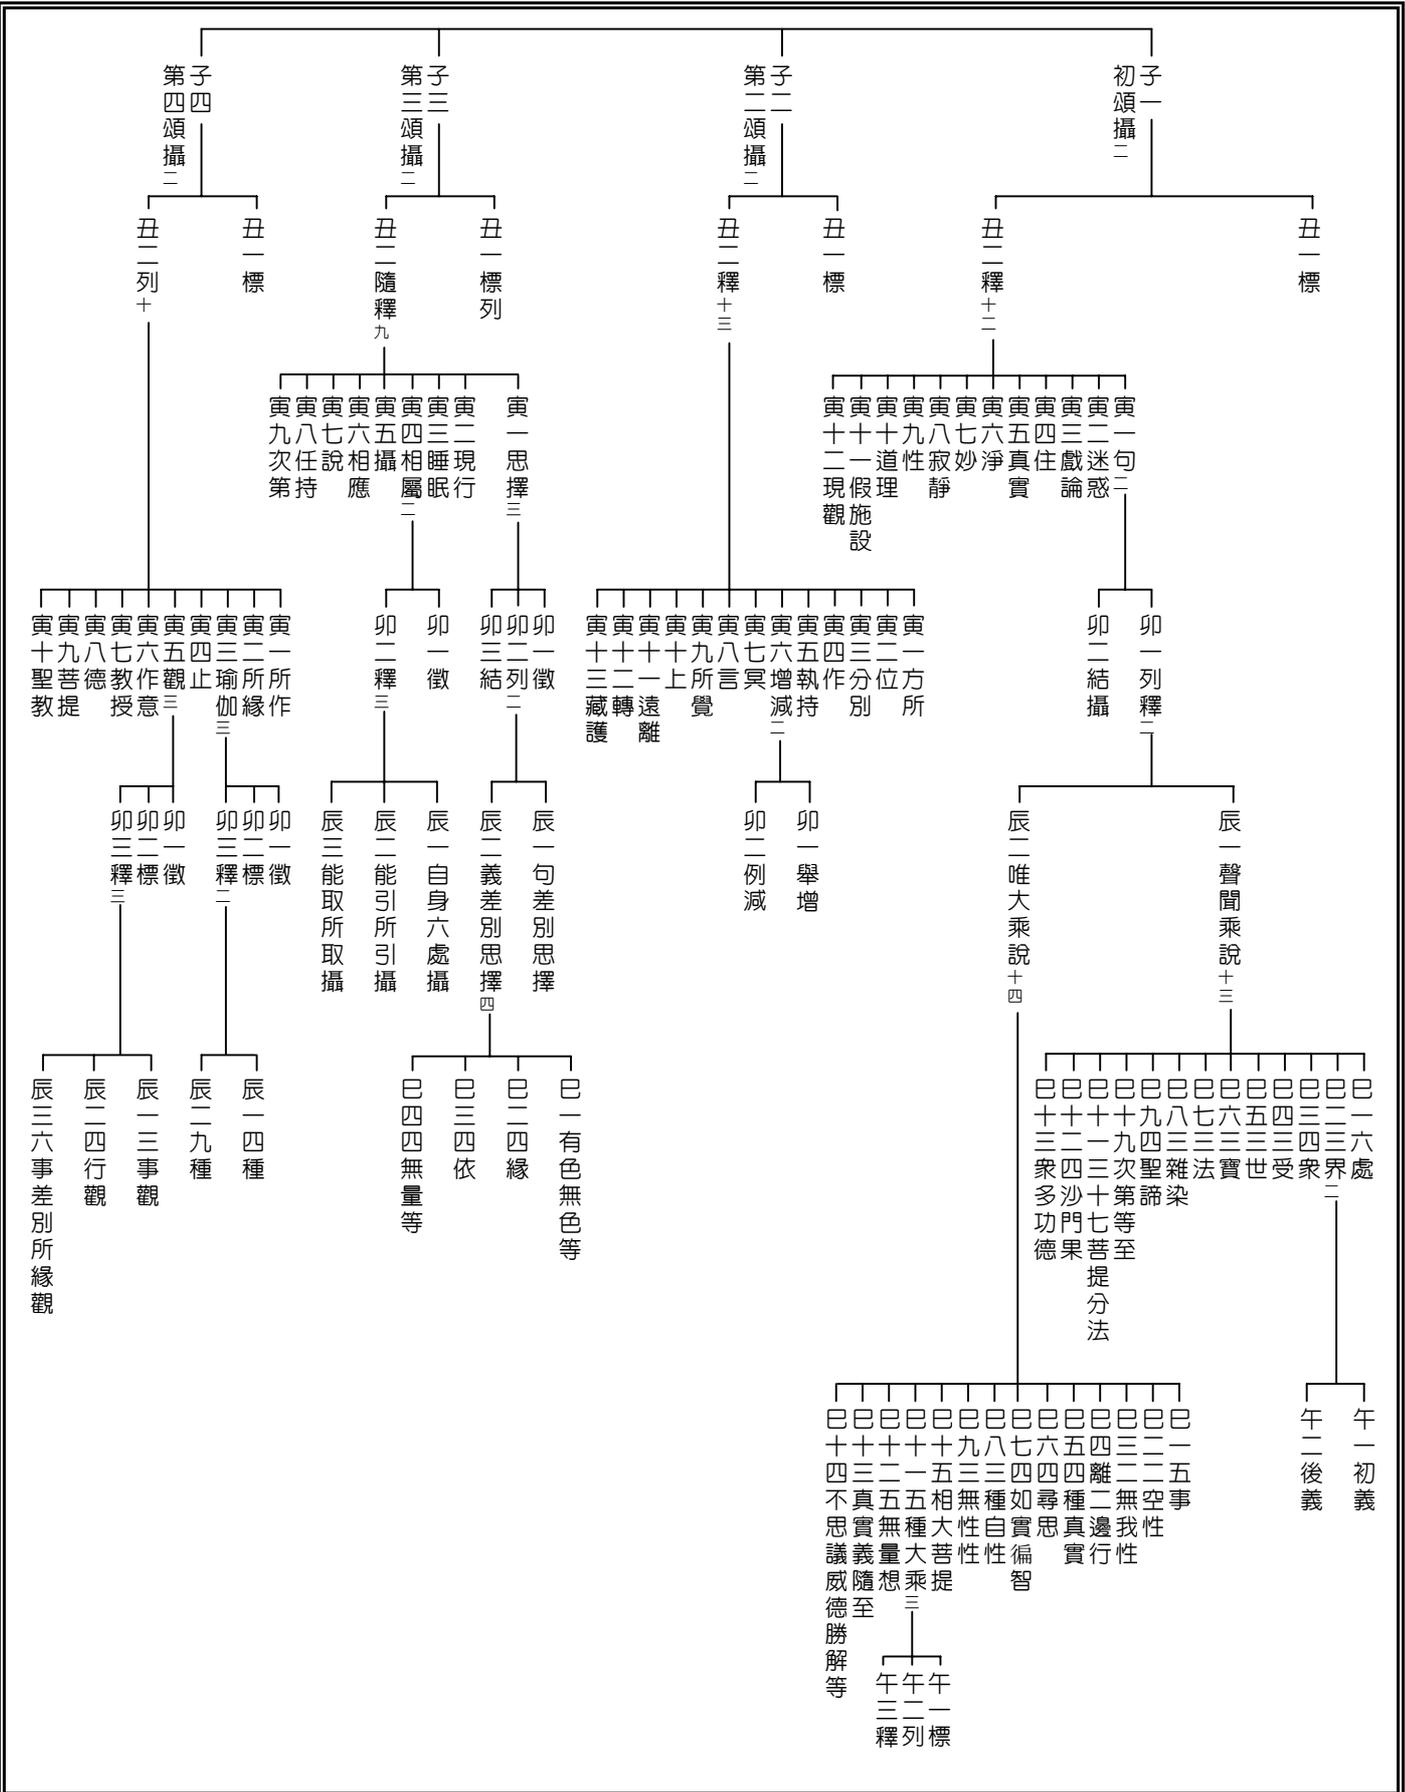 子一
初頌攝二
子二
第二頌攝二
子三
第三頌攝二
子四
第四頌攝二
丑一標
丑二釋十二
丑一標
丑二釋十三
丑一標列
丑二隨釋九
丑一標
丑二列十
寅一句二
寅二迷惑
寅三戲論
寅四住
寅五真實
寅六淨
寅七妙
寅八寂靜
寅九性
寅十道理
寅十一假施設
寅十二現觀
寅一思擇三
寅二現行
寅三睡眠
寅四相屬二
寅五攝
寅六相應
寅七說
寅八任持
寅九次第
卯一列釋二
卯二結攝
寅一方所
寅二位
寅三分別
寅四作
寅五執持
寅六增減二
寅七冥
寅八言
寅九所覺
寅十上
寅十一遠離
寅十二轉
寅十三藏護
卯一徵
卯二列二
卯三結
卯一徵
卯二釋三
寅一所作
寅二所緣
寅三瑜伽三
寅四止
寅五觀三
寅六作意
寅七教授
寅八德
寅九菩提
寅十聖教
辰一聲聞乘說十三
辰二唯大乘說十四
卯一舉增
卯二例減
辰一句差別思擇
辰二義差別思擇四
辰一自身六處攝
辰二能引所引攝
辰三能取所取攝
卯一徵
卯二標
卯三釋二
卯一徵
卯二標
卯三釋三
巳一六處
巳二三界二
巳三四衆
巳四三受
巳五三世
巳六三寶
巳七三法
巳八三雜染
巳九四聖諦
巳十九次第等至
巳十一三十七菩提分法
巳十二四沙門果
巳十三衆多功德
巳一有色無色等
巳二四緣
巳三四依
巳四四無量等
辰一四種
辰二九種
辰一三事觀
辰二四行觀
辰三六事差別所緣觀
午一初義
午二後義
巳一五事
巳二二空性
巳三二無我性
巳四離二邊行
巳五四種真實
巳六四尋思
巳七四如實徧智
巳八三種自性
巳九三無性性
巳十五相大菩提
巳十一五種大乘三
巳十二五無量想
巳十三真實義隨至
巳十四不思議威德勝解等
午一標
午二列
午三釋